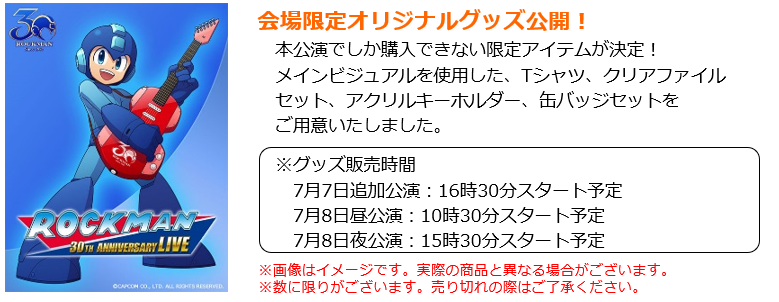 30
ROCKMAN
30
ROCKMAN
30TH ANNIVERSARY LIVE
©CAPCOM CO., LTD. ALL RIGHTS RESERVED.
会場限定オリジナルグッズ公開！
本公演でしか購入できない限定アイテムが決定！
メインビジュアルを使用した、Tシャツ、クリアファイル
セット、アクリルキーホルダー、缶バッジセットを
ご用意いたしました。
※グッズ販売時間
7月7日追加公演：16時30分スタート予定
7月8日昼公演：10時30分スタート予定
7月8日夜公演：15時30分スタート予定
※画像はイメージです。実際の商品と異なる場合がございます。
※数に限りがございます。売り切れの際はご了承ください。